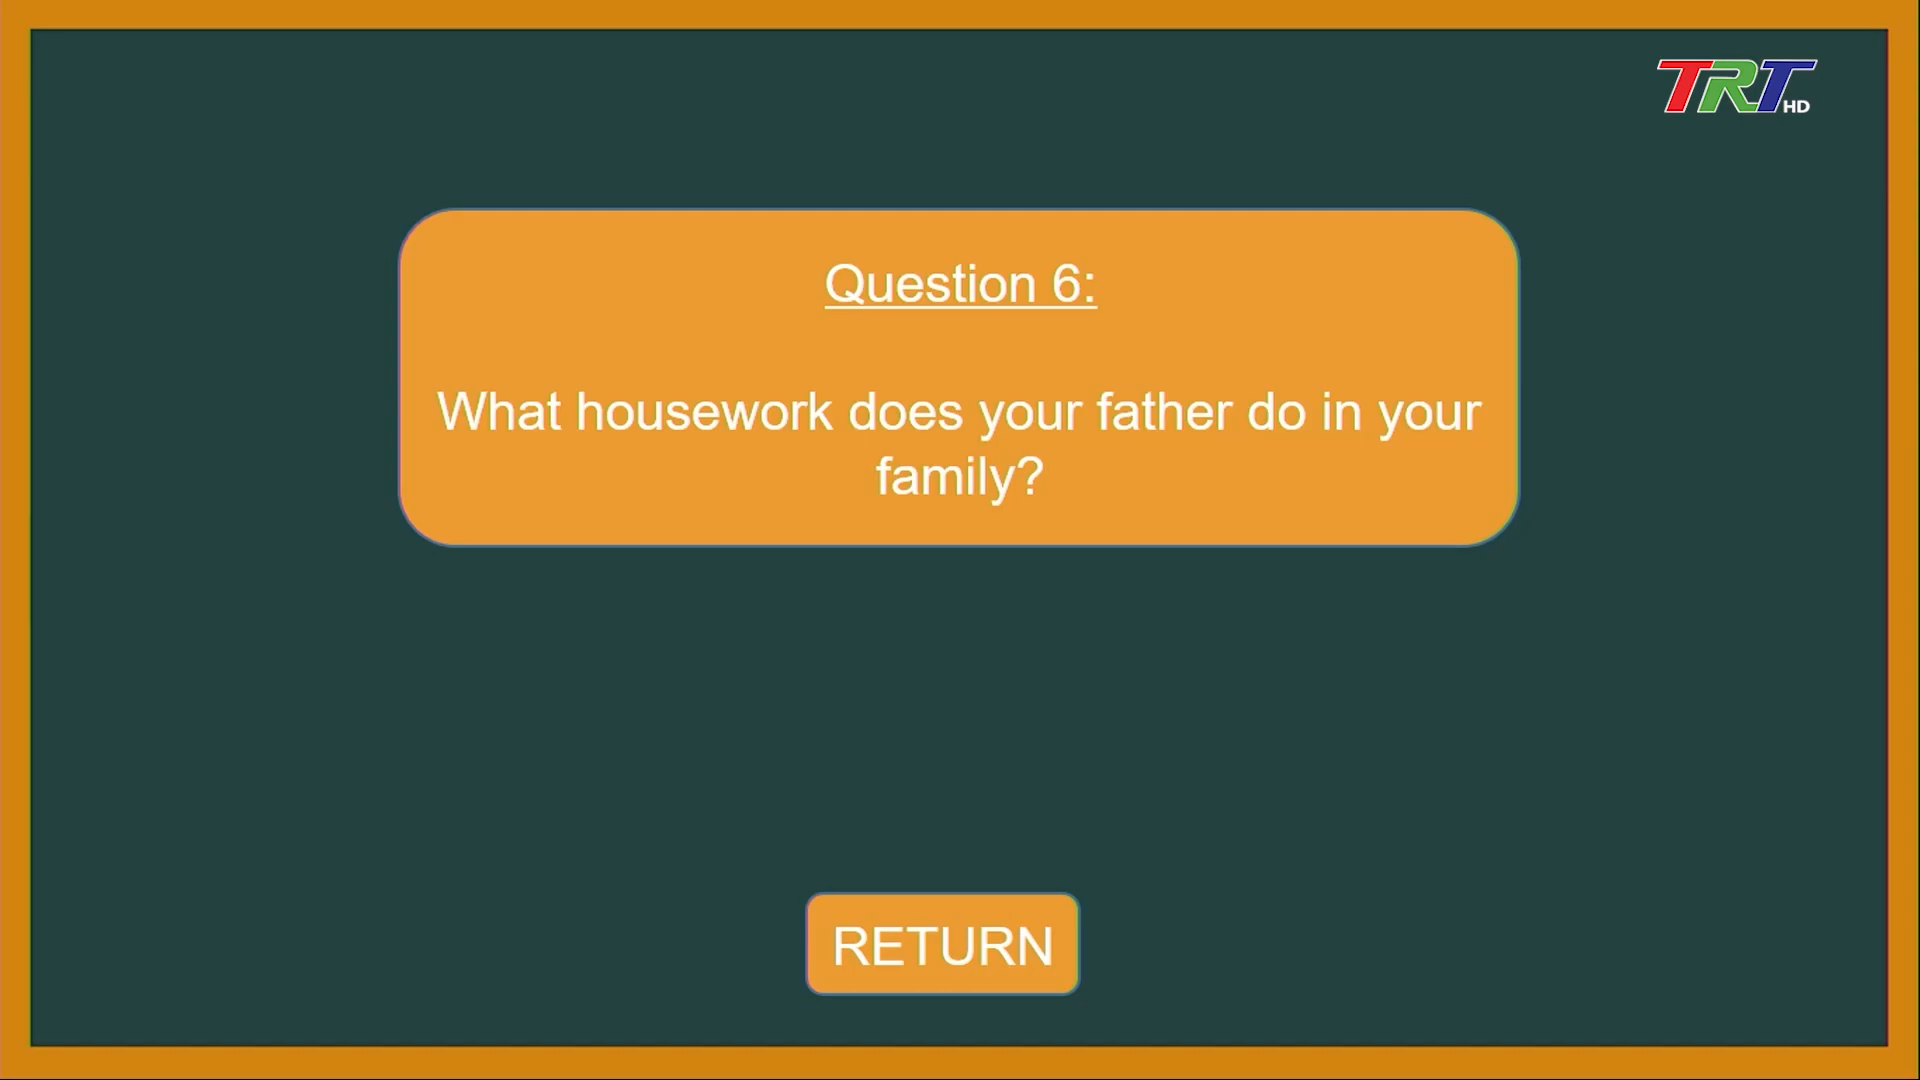 TRT HD
Question 6:
What housework does your father do in your
family?
RETURN